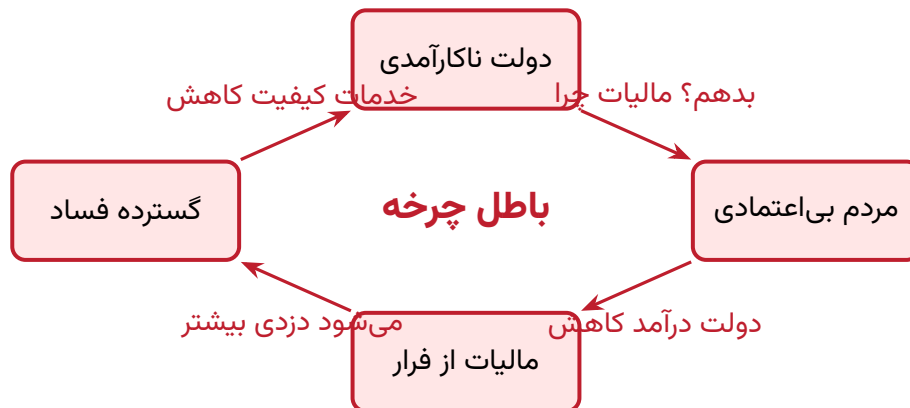 دولت ناکارآمدی
بدهم؟ مالیات چرا
خدمات کیفیت کاهش
مردم بی‌اعتمادی
باطل چرخه
گسترده فساد
دولت درآمد کاهش
می‌شود دزدی بیشتر
مالیات از فرار